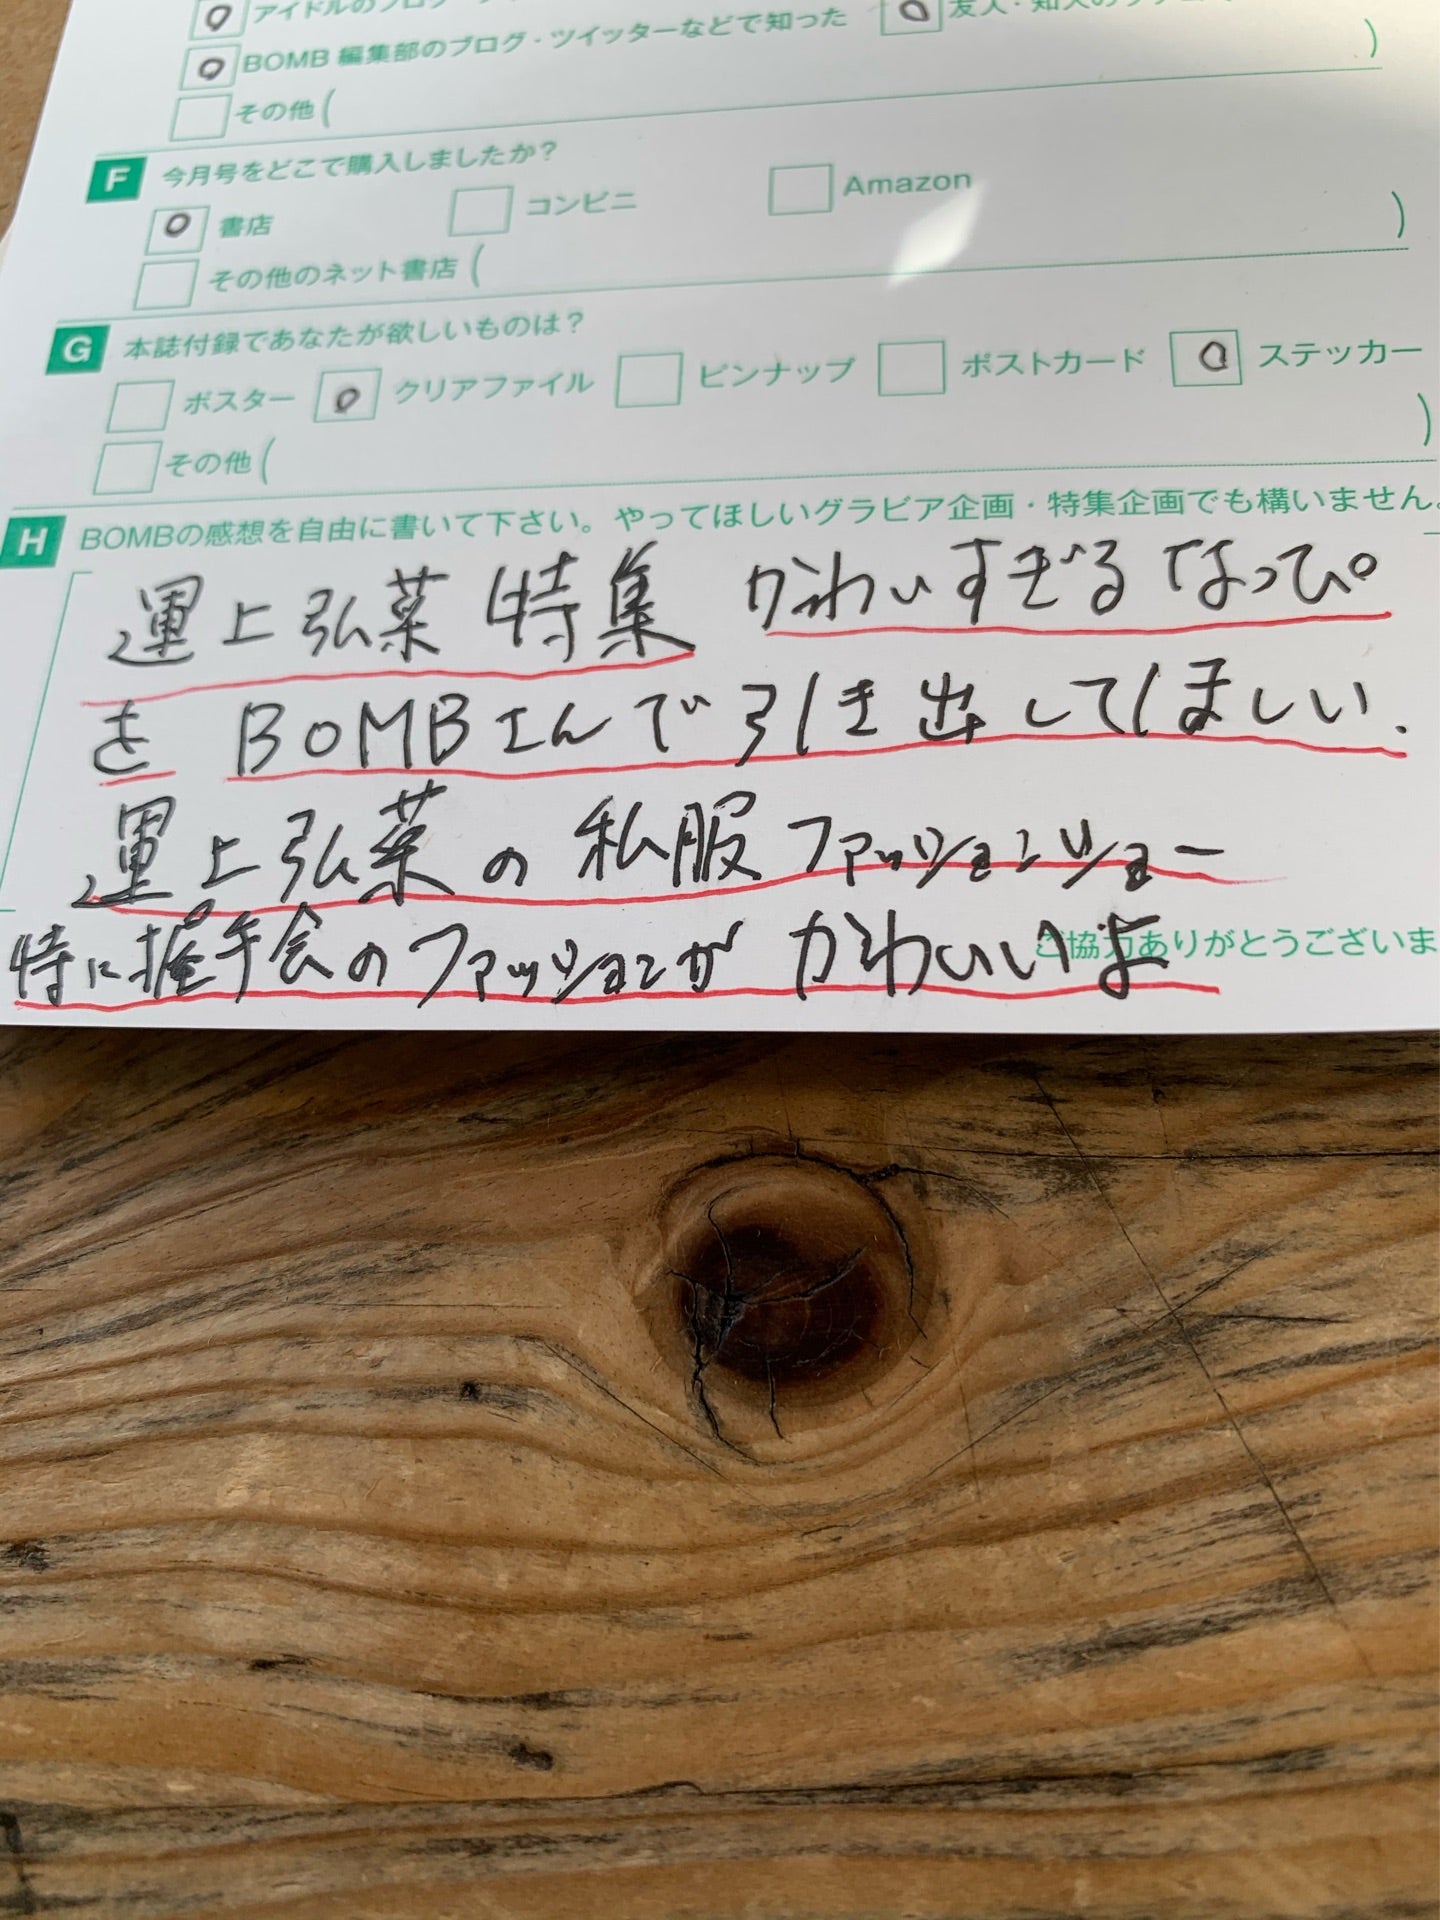 アイドルのブログ
BOMB 編集部のブログ・ツイッターなどで知った 友人・知人の
その他( )
F 今月号をどこで購入しましたか?
書店 コンビニ Amazon
その他のネット書店( )
G 本誌付録であなたが欲しいものは?
ポスター クリアファイル ピンナップ ポストカード ステッカー
その他( )
H BOMBの感想を自由に書いて下さい。やってほしいグラビア企画・特集企画でも構いません。
運上弘菜特集 かわいすぎるなっぴ。
を BOMBさんで引き出してほしい.
運上弘菜の私服ファッションショー
特に握手会のファッションが かわいいよ
ご協力ありがとうございま